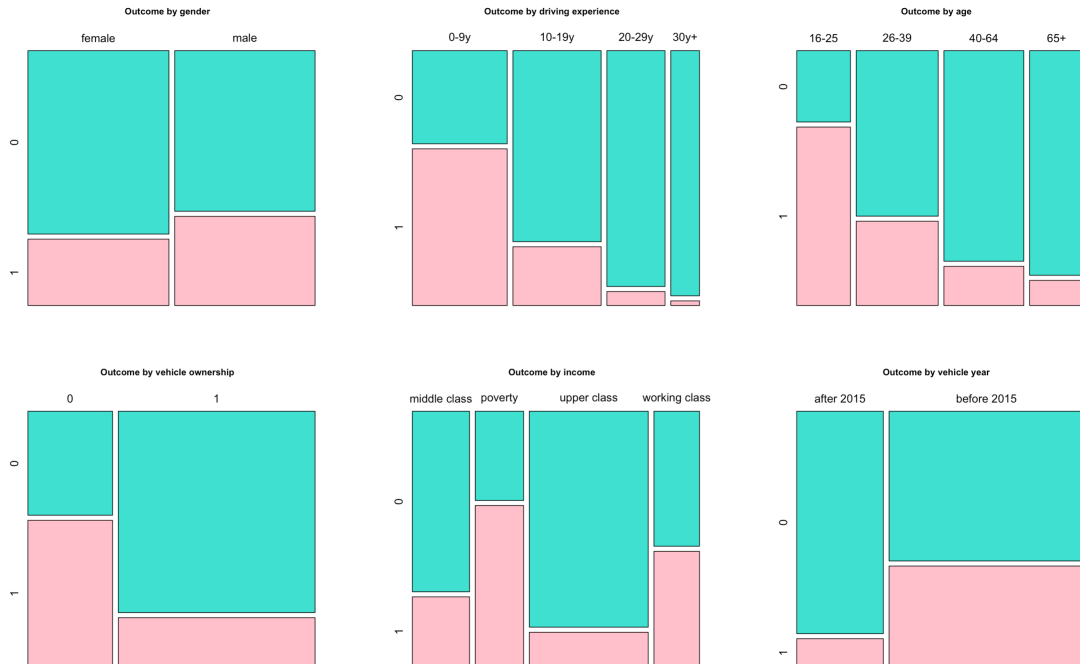 Outcome by gender
female male
0
1
Outcome by driving experience
0-9y 10-19y 20-29y 30y+
0
1
Outcome by age
16-25 26-39 40-64 65+
0
1
Outcome by vehicle ownership
0 1
0
1
Outcome by income
middle class poverty upper class working class
0
1
Outcome by vehicle year
after 2015 before 2015
0
1